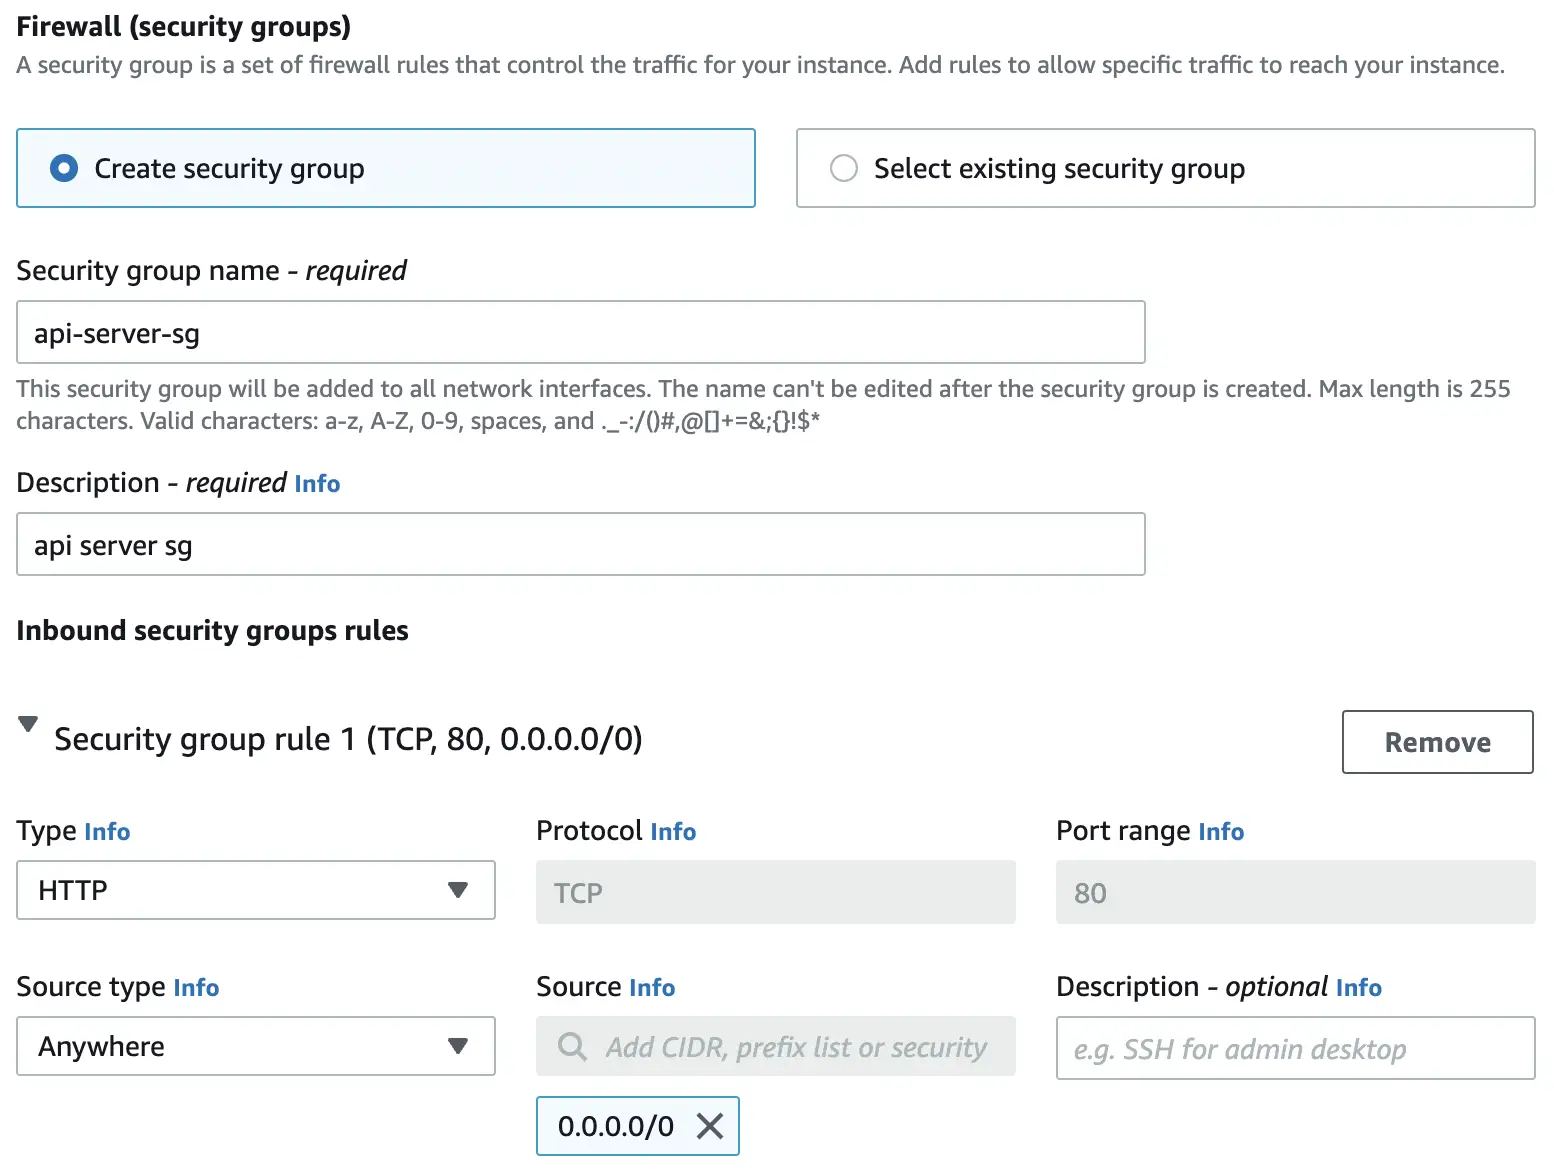 Firewall (security groups)
A security group is a set of firewall rules that control the traffic for your instance. Add rules to allow specific traffic to reach your instance.
Create security group
Select existing security group
Security group name - required
api-server-sg
This security group will be added to all network interfaces. The name can't be edited after the security group is created. Max length is 255
characters. Valid characters: a-z, A-Z, 0-9, spaces, and ._-:/()#,@[]+=&;{}!$*
Description - required Info
api server sg
Inbound security groups rules
Security group rule 1 (TCP, 80, 0.0.0.0/0)
Remove
Type Info
Protocol Info
Port range Info
HTTP
TCP
80
Source type Info
Source Info
Description - optional Info
Anywhere
Add CIDR, prefix list or security
e.g. SSH for admin desktop
0.0.0.0/0